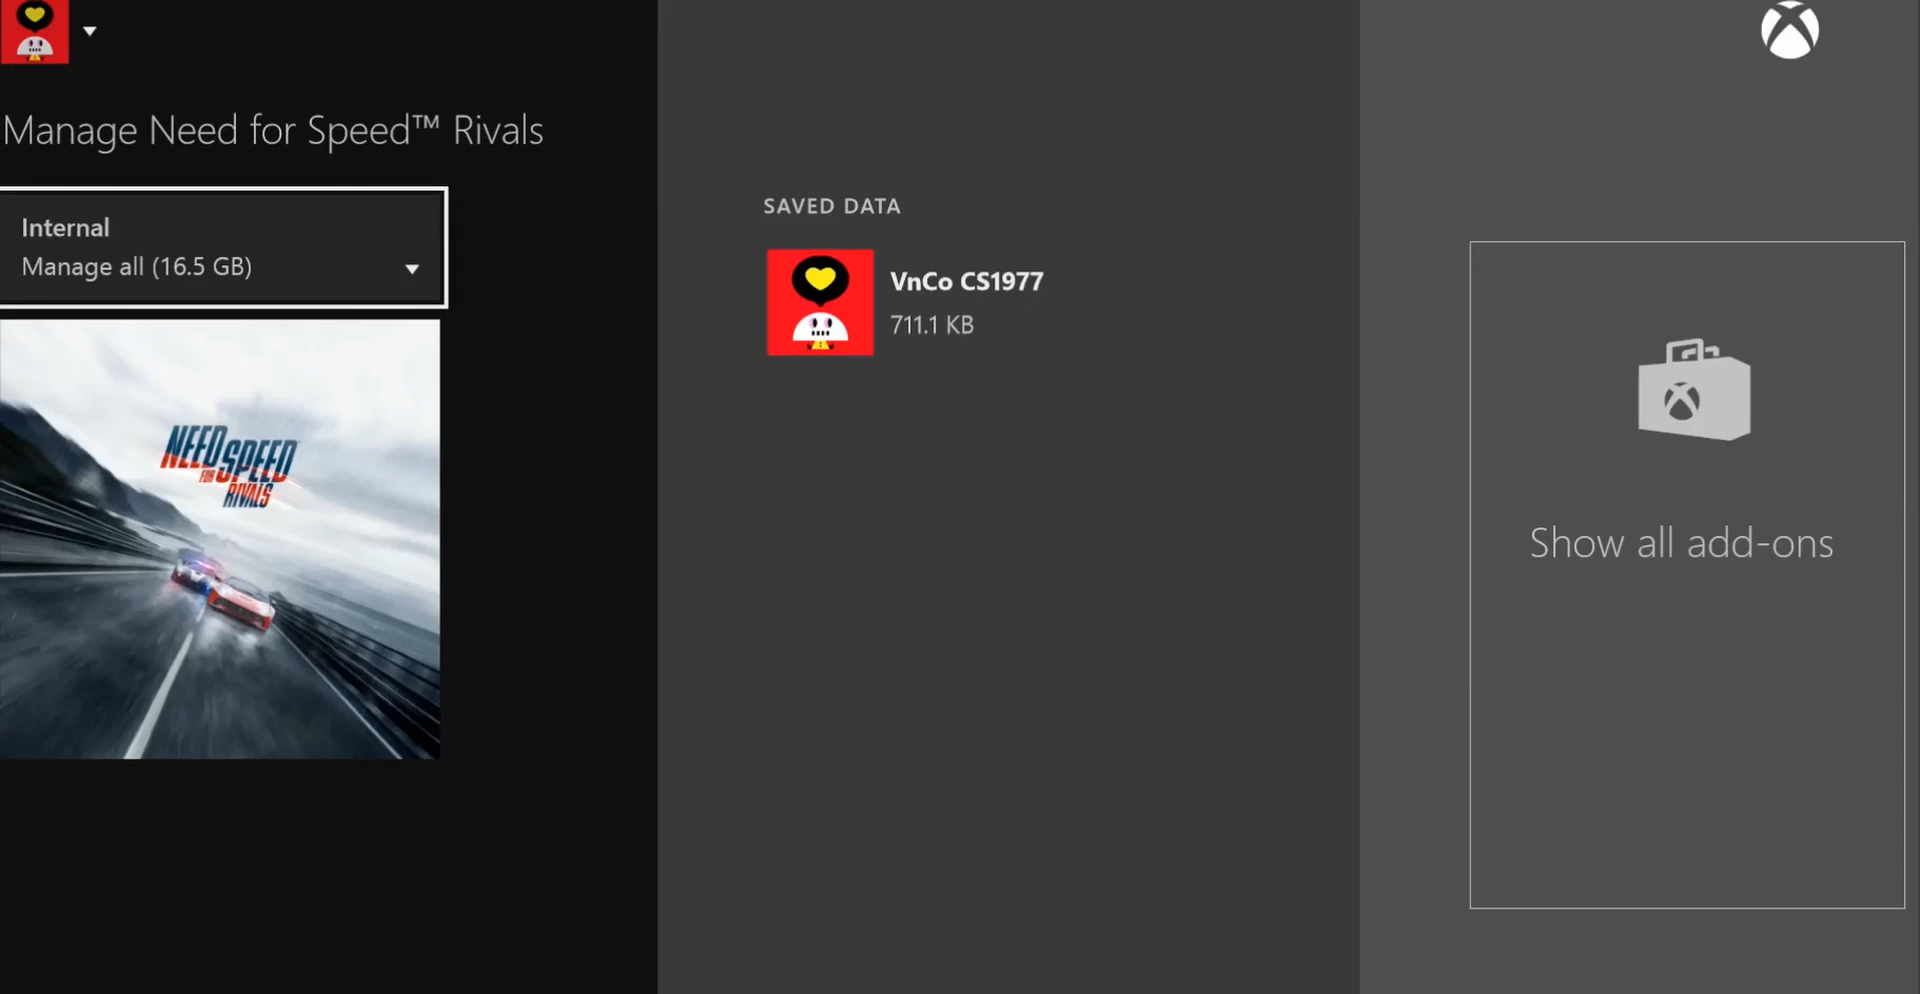 Manage Need for Speed™ Rivals
Internal
Manage all (16.5 GB)
NEED
FOR SPEED
RIVALS
SAVED DATA
VnCo CS1977
711.1 KB
Show all add-ons